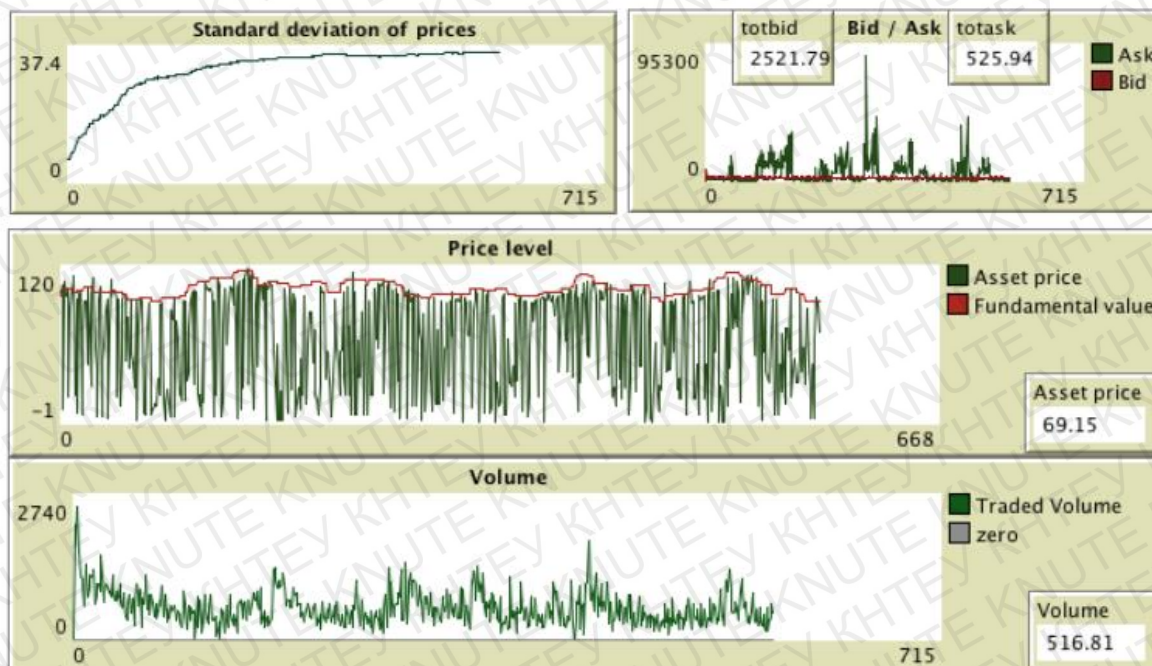 Standard deviation of prices
37.4
0
0 715
totbid Bid / Ask totask
2521.79 525.94
95300
0
0 715
Ask
Bid
Price level
120
-1
0 668
Asset price
Fundamental value
Asset price
69.15
Volume
2740
0
0 715
Traded Volume
zero
Volume
516.81
KNUTE КНТЕУ